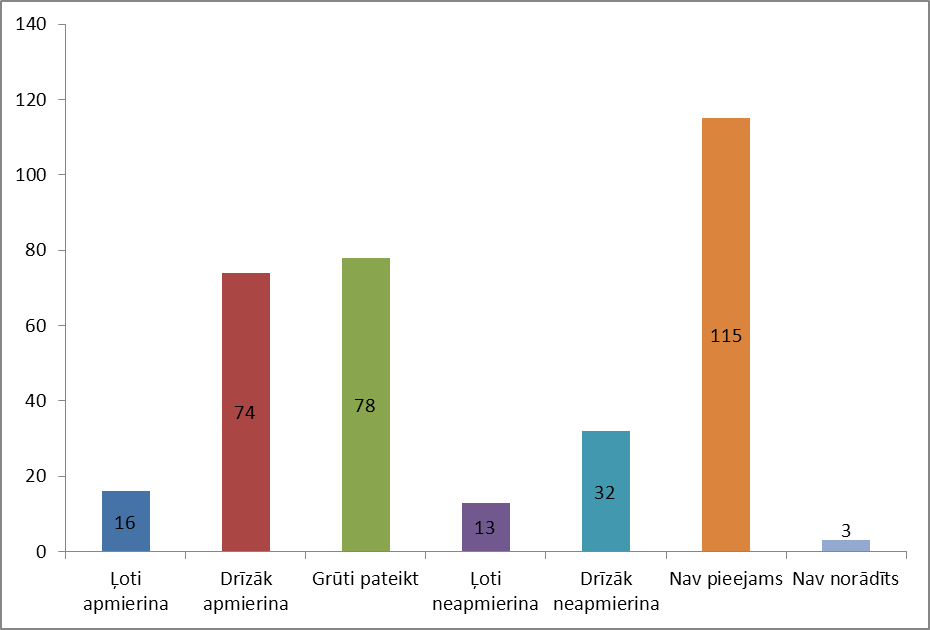 140
120
100
80
60
40
20
0
16
74
78
13
32
115
3
Ļoti
apmierina
Drīzāk
apmierina
Grūti pateikt
Ļoti
neapmierina
Drīzāk
neapmierina
Nav pieejams
Nav norādīts